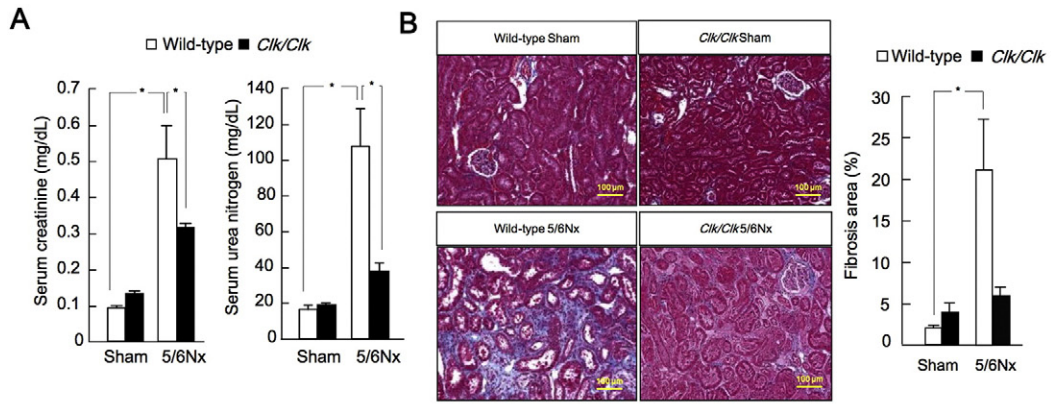 A
Wild-type Clk/Clk
Serum creatinine (mg/dL)
0.7
0.6
0.5
0.4
0.3
0.2
0.1
0
* *
Sham 5/6Nx
Serum urea nitrogen (mg/dL)
140
120
100
80
60
40
20
0
* *
Sham 5/6Nx
B
Wild-type Sham
Clk/Clk Sham
100 µm
100 µm
Wild-type 5/6Nx
Clk/Clk 5/6Nx
100 µm
100 µm
Wild-type Clk/Clk
Fibrosis area (%)
30
25
20
15
10
5
0
*
Sham 5/6Nx